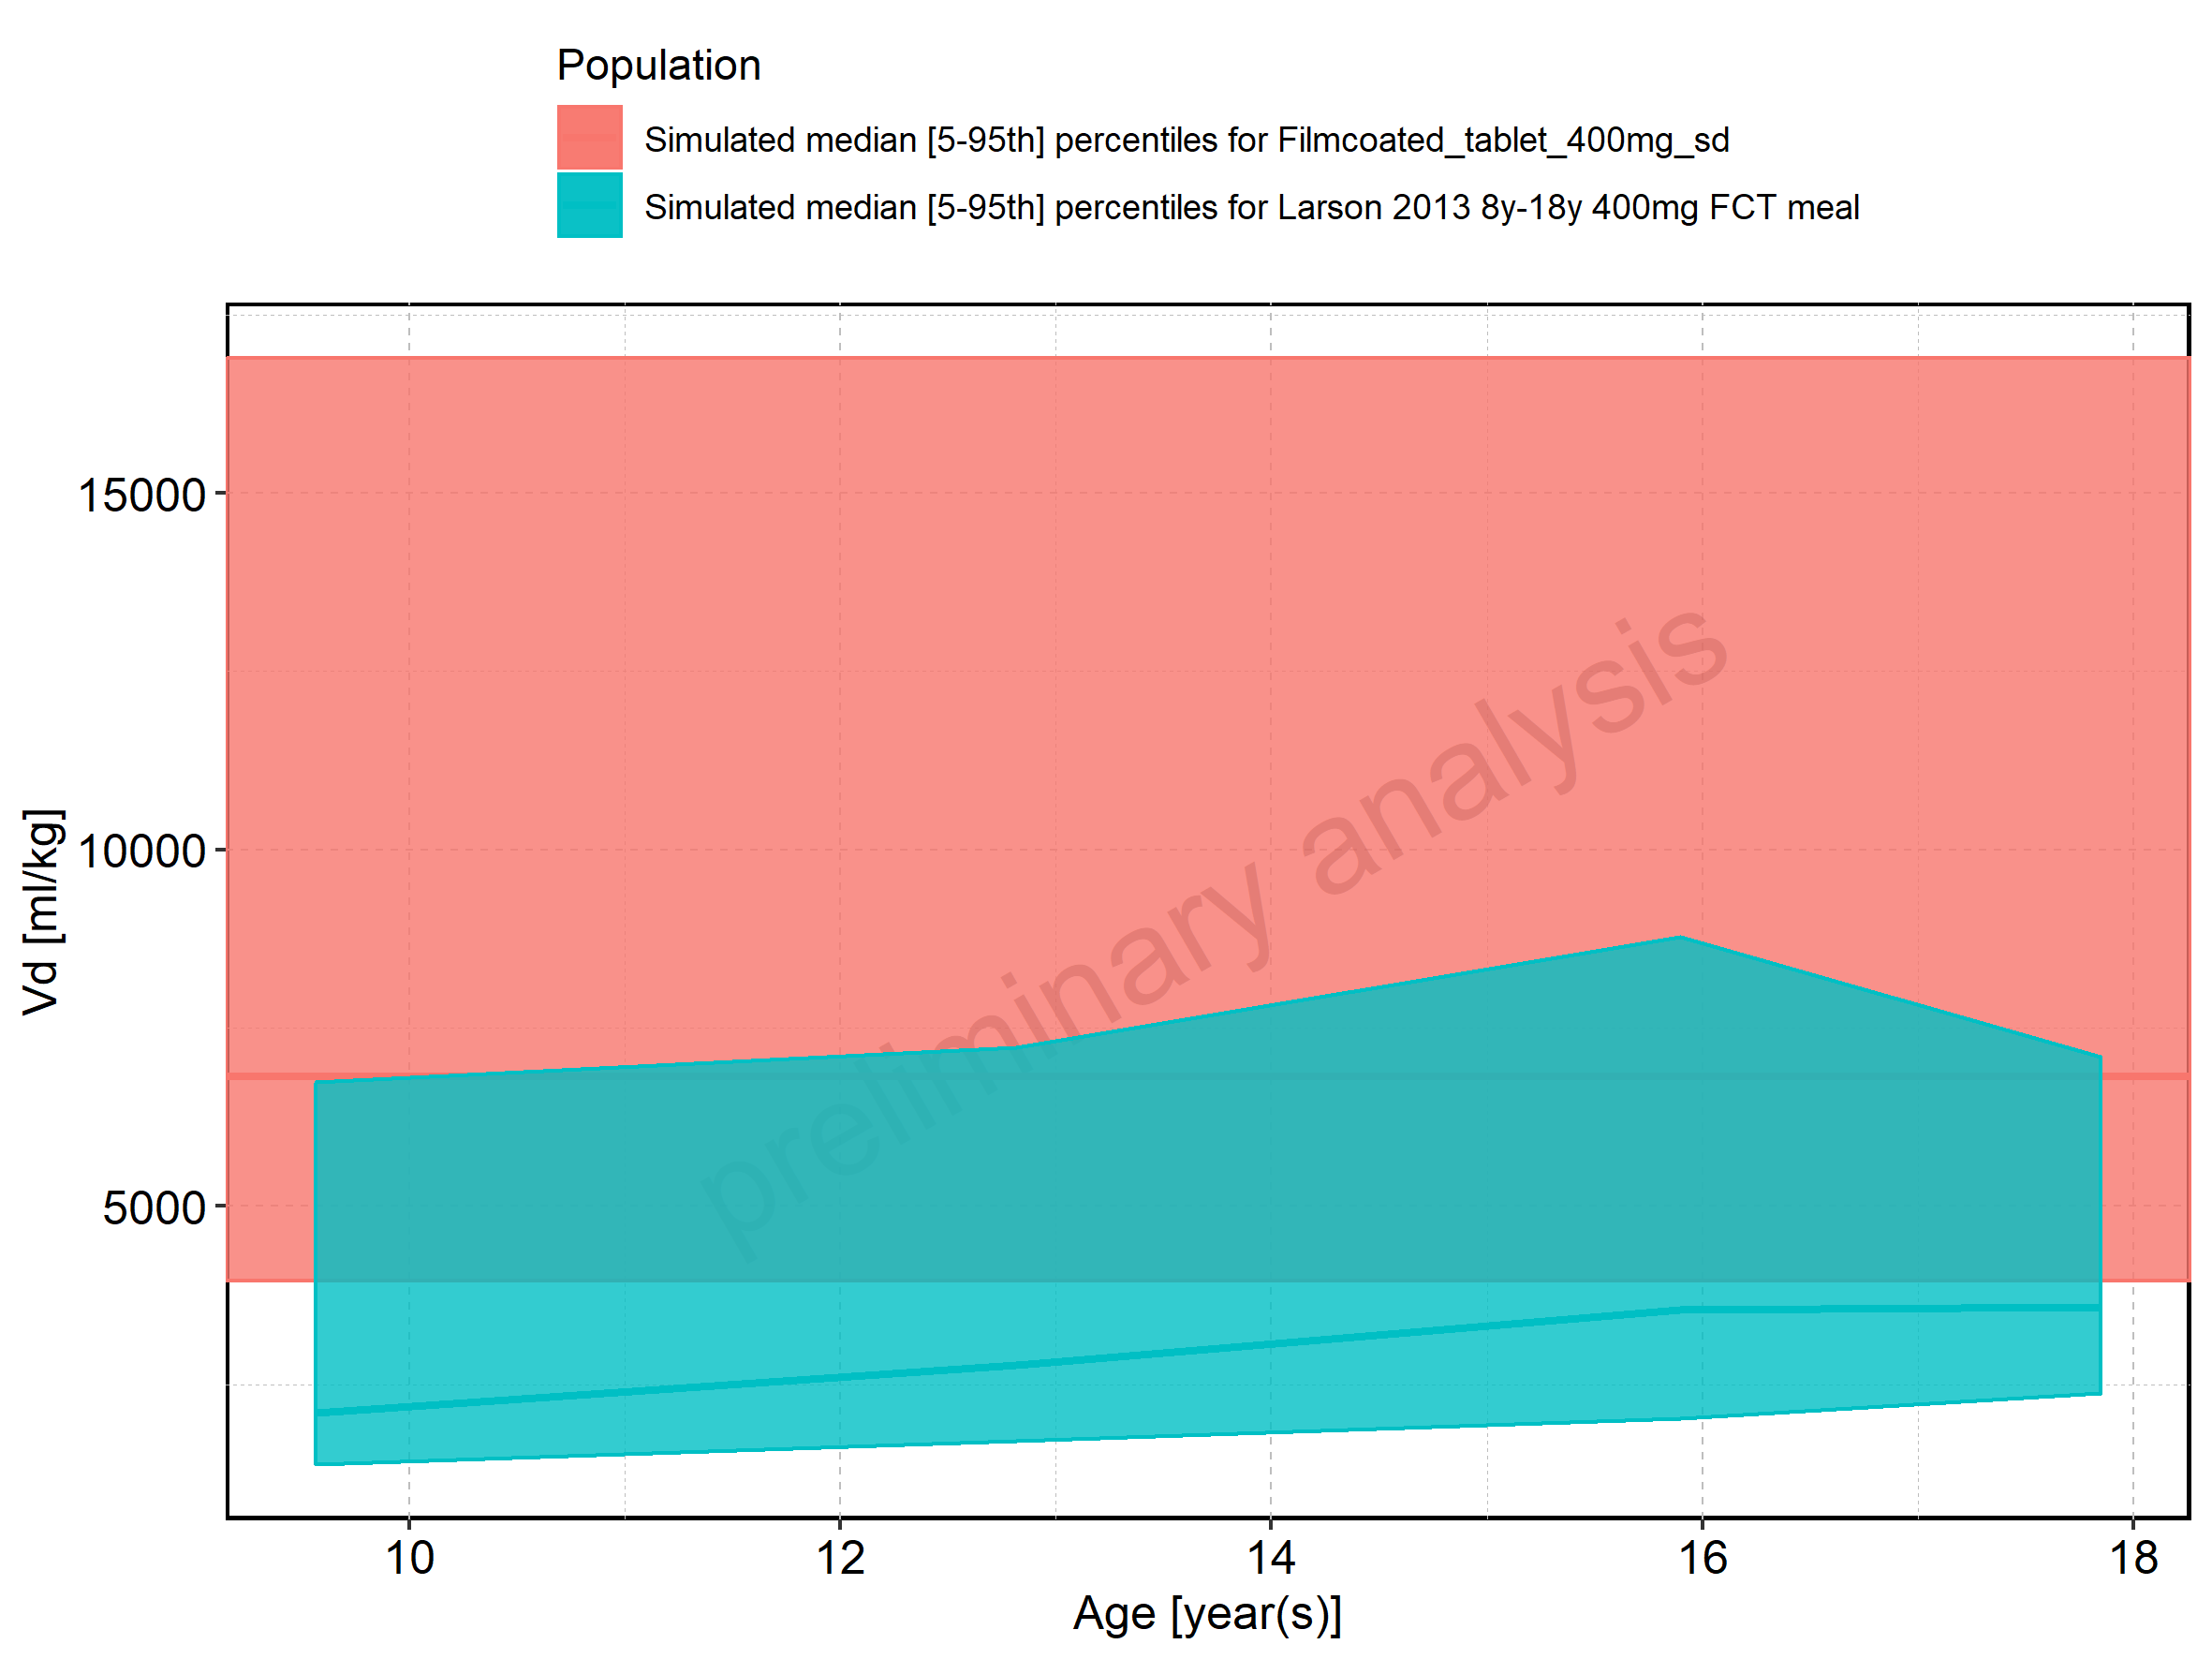 Population
Simulated median [5-95th] percentiles for Filmcoated_tablet_400mg_sd
Simulated median [5-95th] percentiles for Larson 2013 8y-18y 400mg FCT meal
15000
10000
5000
Vd [ml/kg]
preliminary analysis
10 12 14 16 18
Age [year(s)]